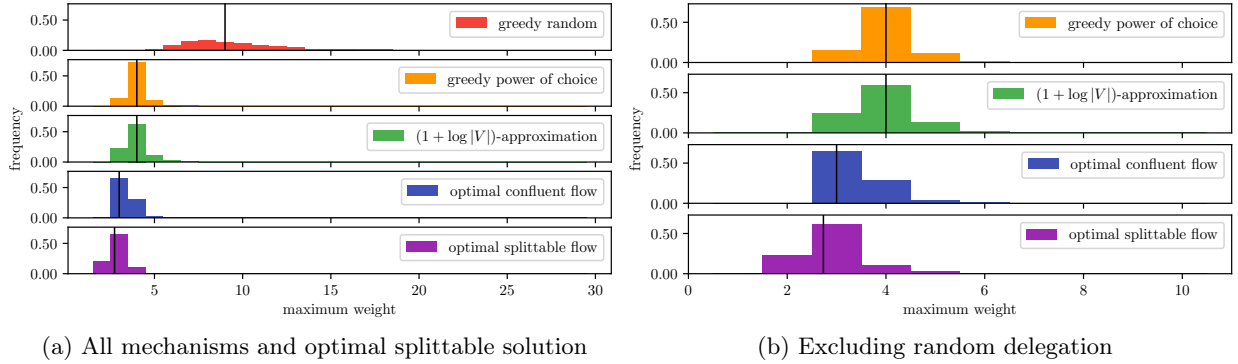 0.50
0.00
greedy random
0.50
0.00
greedy power of choice
0.50
0.00
(1 + log |V|)-approximation
0.50
0.00
optimal confluent flow
0.50
0.00
optimal splittable flow
frequency
5 10 15 20 25 30
maximum weight
(a) All mechanisms and optimal splittable solution
0.50
0.00
greedy power of choice
0.50
0.00
(1 + log |V|)-approximation
0.50
0.00
optimal confluent flow
0.50
0.00
optimal splittable flow
frequency
0 2 4 6 8 10
maximum weight
(b) Excluding random delegation